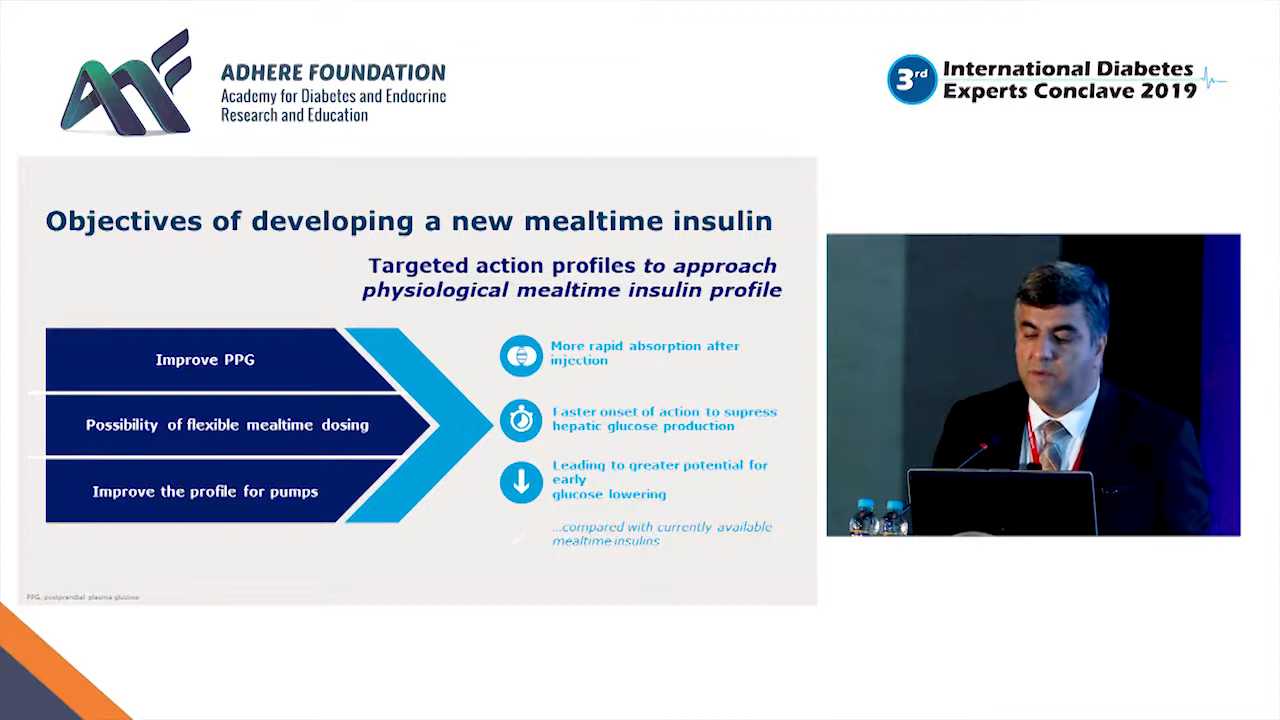 ADHERE FOUNDATION
Academy for Diabetes and Endocrine
Research and Education
3rd
International Diabetes
Experts Conclave 2019
Objectives of developing a new mealtime insulin
Targeted action profiles to approach
physiological mealtime insulin profile
Improve PPG
Possibility of flexible mealtime dosing
Improve the profile for pumps
More rapid absorption after
injection
Faster onset of action to supress
hepatic glucose production
Leading to greater potential for
early
glucose lowering
...compared with currently available
mealtime insulins
PPG, postprandial plasma glucose